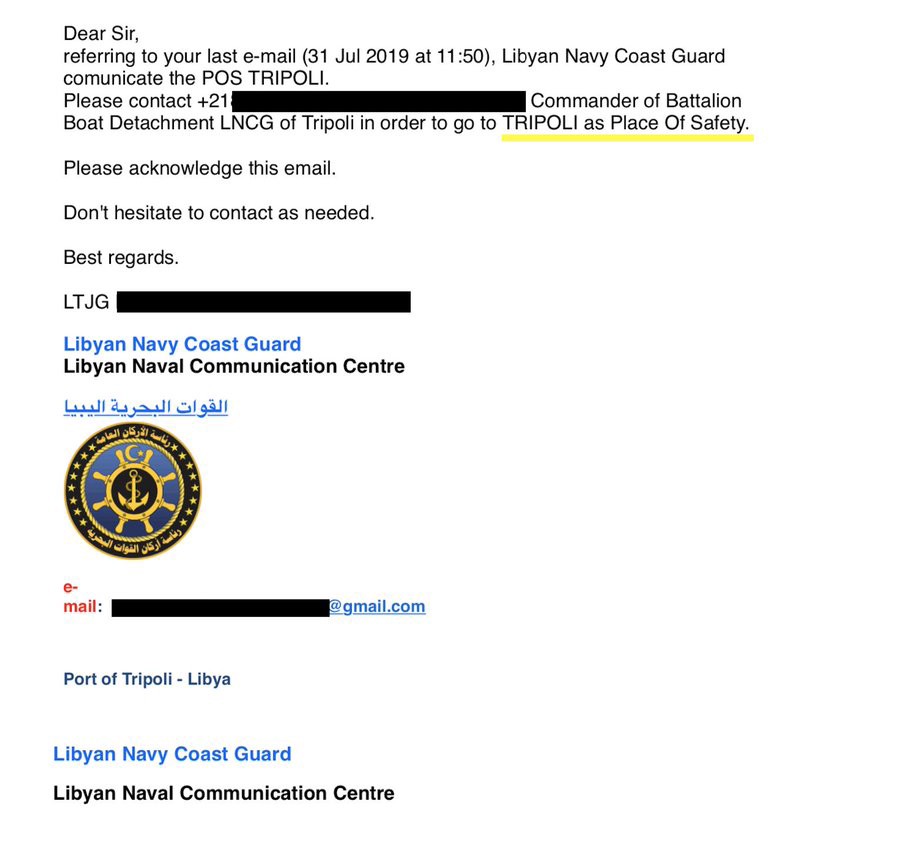 Dear Sir,
referring to your last e-mail (31 Jul 2019 at 11:50), Libyan Navy Coast Guard
comunicate the POS TRIPOLI.
Please contact +21 Commander of Battalion
Boat Detachment LNCG of Tripoli in order to go to TRIPOLI as Place Of Safety.
Please acknowledge this email.
Don't hesitate to contact as needed.
Best regards.
LTJG
Libyan Navy Coast Guard
Libyan Naval Communication Centre
القوات البحرية اليبيا
رئاسة الأركان العامة
رئاسة أركان القوات البحرية
e-
mail:  @gmail.com
Port of Tripoli - Libya
Libyan Navy Coast Guard
Libyan Naval Communication Centre